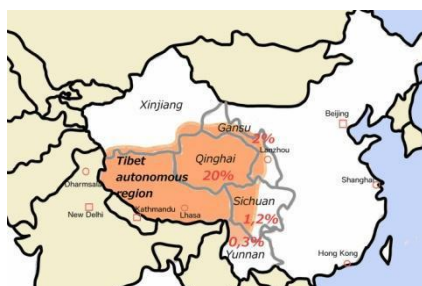 Xinjiang
Beijing
Gansu
2%
Lanzhou
Tibet
autonomous
region
Qinghai
20%
Dharmsala
Shanghai
New Delhi
Kathmandu
Lhasa
Sichuan
1,2%
0,3%
Yunnan
Hong Kong